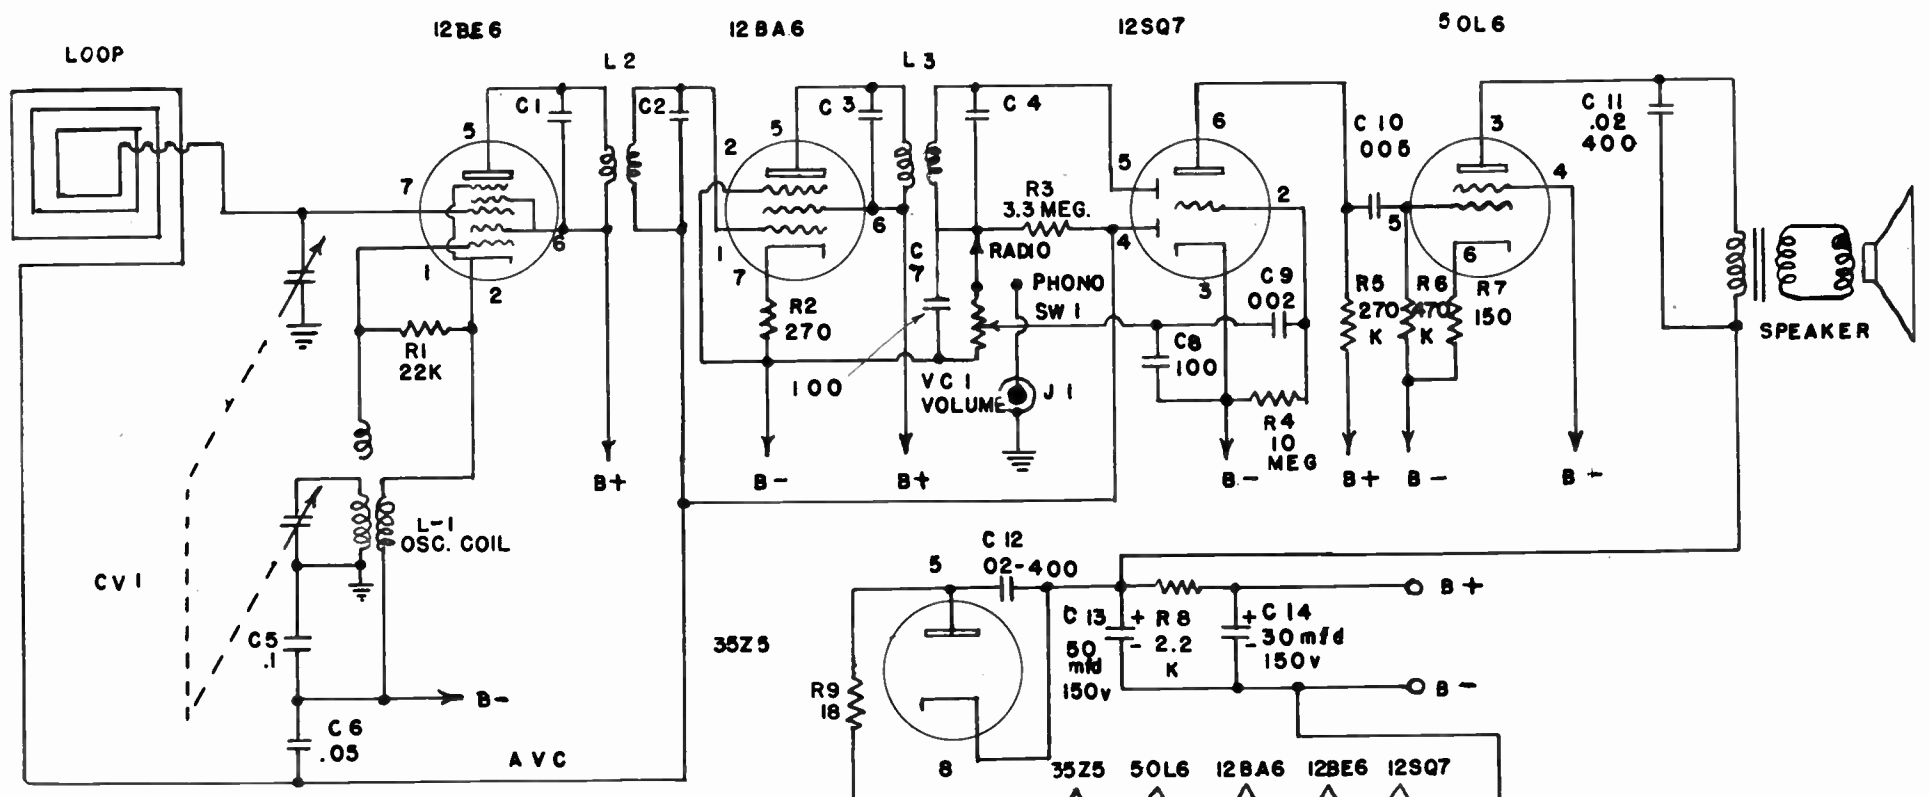 LOOP
12BE6
12BA6
12SQ7
50L6
L2
L3
C1
C2
C3
C4
C10
005
C11
.02
400
5
7
1
2
6
5
2
1
7
6
R1
22K
R2
270
C
7
100
R3
3.3 MEG.
RADIO
PHONO
SW1
VC1
VOLUME
J1
6
5
4
2
3
C9
002
C8
100
R4
10
MEG
3
4
5
6
R5
270
K
R6
470
K
R7
150
SPEAKER
B+
B-
B+
B-
B+
B-
B+
L-1
OSC. COIL
CV1
C5
.1
B-
C6
.05
AVC
35Z5
5
8
R9
18
C12
02-400
C13
50
mfd
150v
+
-
R8
2.2
K
+
-
C14
30mfd
150v
B+
B-
35Z5 50L6 12BA6 12BE6 12SQ7